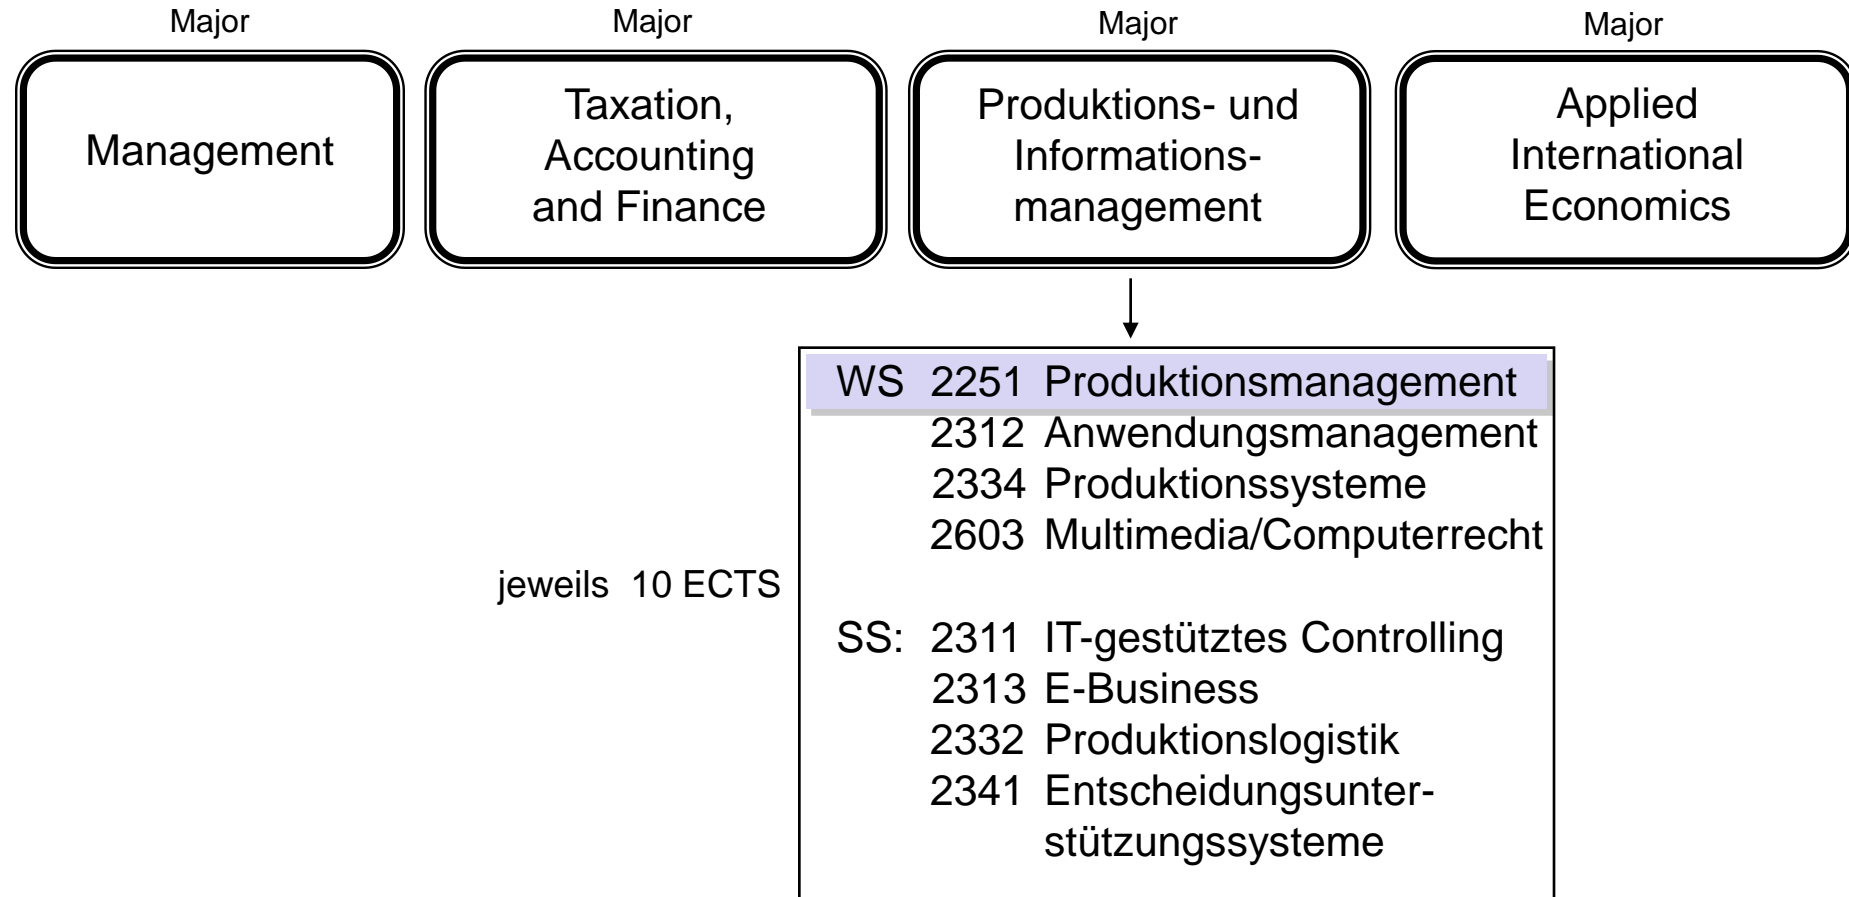 Major
Management
Major
Taxation,
Accounting
and Finance
Major
Produktions- und
Informations-
management
Major
Applied
International
Economics
WS 2251 Produktionsmanagement
2312 Anwendungsmanagement
2334 Produktionssysteme
2603 Multimedia/Computerrecht
jeweils 10 ECTS
SS: 2311 IT-gestütztes Controlling
2313 E-Business
2332 Produktionslogistik
2341 Entscheidungsunter-
stützungssysteme